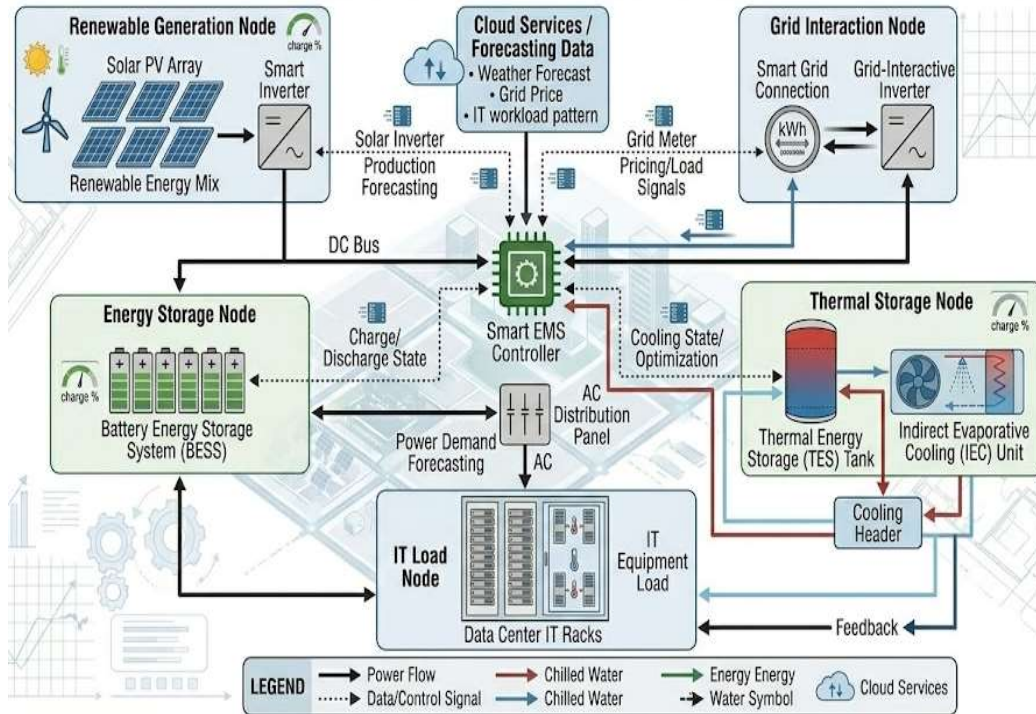 Renewable Generation Node
charge %
Solar PV Array
Smart
Inverter
Renewable Energy Mix
Cloud Services /
Forecasting Data
• Weather Forecast
• Grid Price
• IT workload pattern
Grid Interaction Node
Smart Grid
Connection
Grid-Interactive
Inverter
kWh
Solar Inverter
Production
Forecasting
Grid Meter
Pricing/Load
Signals
DC Bus
Smart EMS
Controller
Energy Storage Node
charge %
Battery Energy Storage
System (BESS)
Charge/
Discharge State
Cooling State/
Optimization
Thermal Storage Node
charge %
Thermal Energy
Storage (TES) Tank
Indirect Evaporative
Cooling (IEC) Unit
AC
Distribution
Panel
Power Demand
Forecasting
AC
Cooling
Header
IT Load
Node
IT
Equipment
Load
Data Center IT Racks
Feedback
LEGEND
Power Flow
Chilled Water
Energy Energy
Cloud Services
Data/Control Signal
Chilled Water
Water Symbol